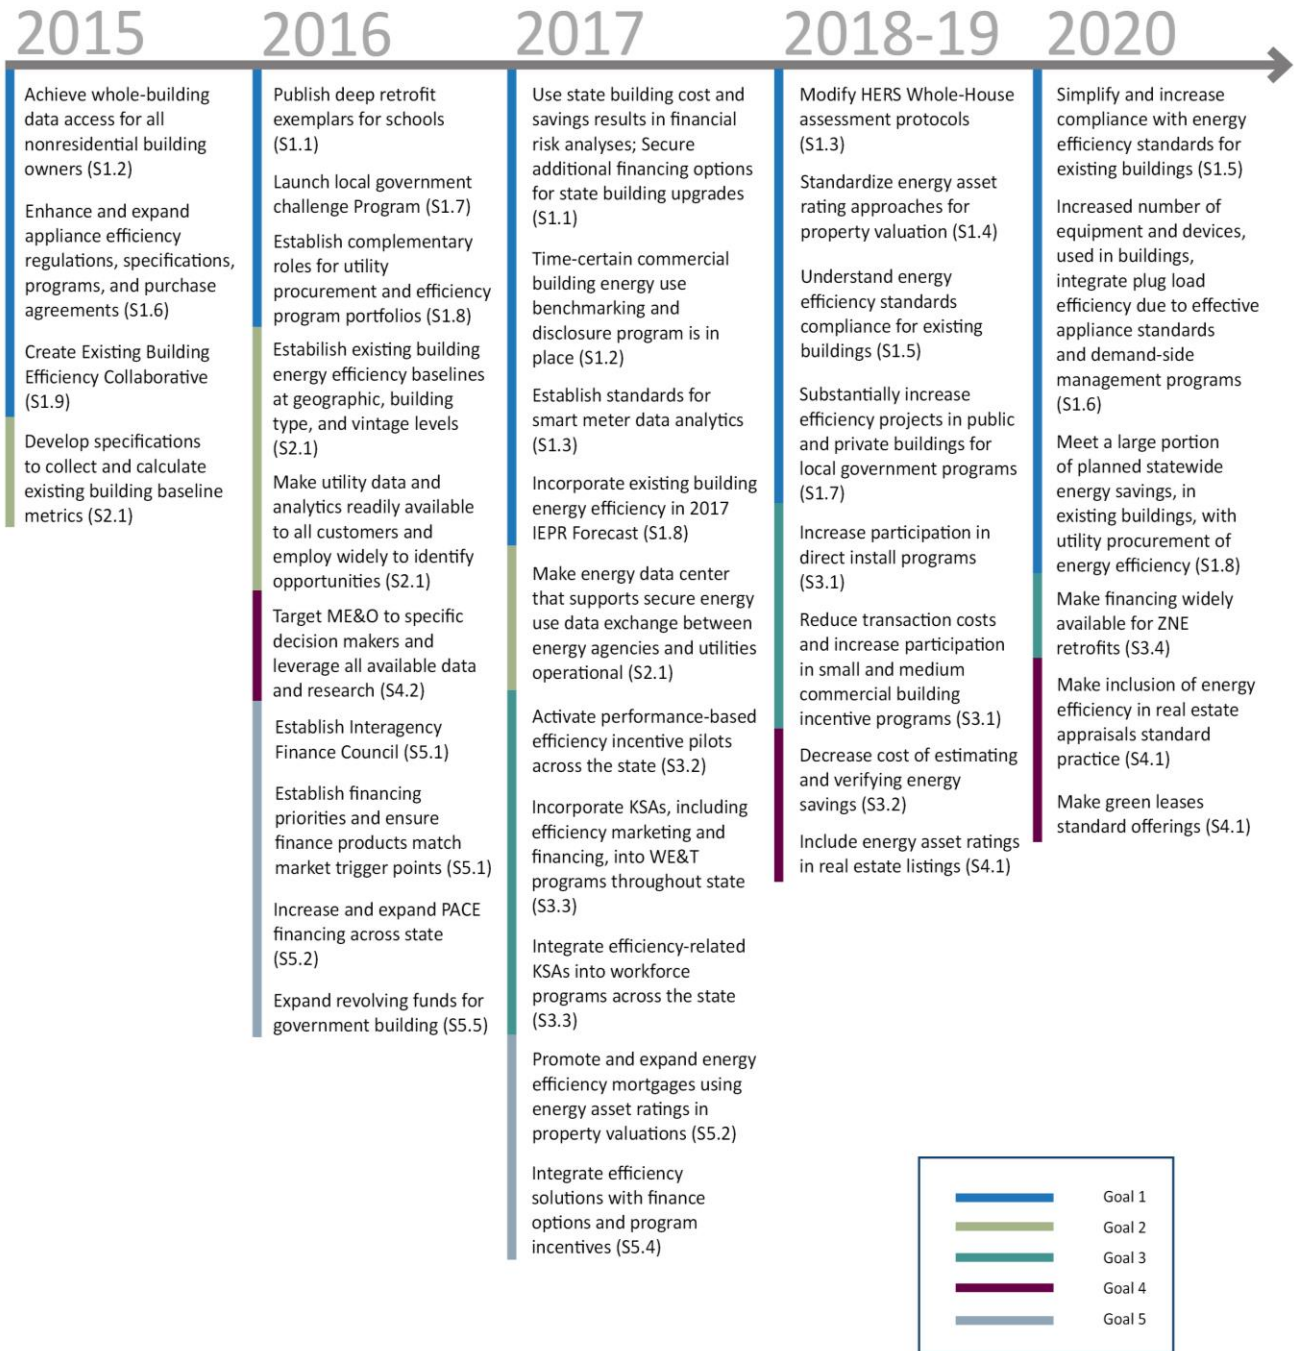 2015
Achieve whole-building
data access for all
nonresidential building
owners (S1.2)
Enhance and expand
appliance efficiency
regulations, specifications,
programs, and purchase
agreements (S1.6)
Create Existing Building
Efficiency Collaborative
(S1.9)
Develop specifications
to collect and calculate
existing building baseline
metrics (S2.1)
2016
Publish deep retrofit
exemplars for schools
(S1.1)
Launch local government
challenge Program (S1.7)
Establish complementary
roles for utility
procurement and efficiency
program portfolios (S1.8)
Estabilish existing building
energy efficiency baselines
at geographic, building
type, and vintage levels
(S2.1)
Make utility data and
analytics readily available
to all customers and
employ widely to identify
opportunities (S2.1)
Target ME&O to specific
decision makers and
leverage all available data
and research (S4.2)
Establish Interagency
Finance Council (S5.1)
Establish financing
priorities and ensure
finance products match
market trigger points (S5.1)
Increase and expand PACE
financing across state
(S5.2)
Expand revolving funds for
government building (S5.5)
2017
Use state building cost and
savings results in financial
risk analyses; Secure
additional financing options
for state building upgrades
(S1.1)
Time-certain commercial
building energy use
benchmarking and
disclosure program is in
place (S1.2)
Establish standards for
smart meter data analytics
(S1.3)
Incorporate existing building
energy efficiency in 2017
IEPR Forecast (S1.8)
Make energy data center
that supports secure energy
use data exchange between
energy agencies and utilities
operational (S2.1)
Activate performance-based
efficiency incentive pilots
across the state (S3.2)
Incorporate KSAs, including
efficiency marketing and
financing, into WE&T
programs throughout state
(S3.3)
Integrate efficiency-related
KSAs into workforce
programs across the state
(S3.3)
Promote and expand energy
efficiency mortgages using
energy asset ratings in
property valuations (S5.2)
Integrate efficiency
solutions with finance
options and program
incentives (S5.4)
2018-19
Modify HERS Whole-House
assessment protocols
(S1.3)
Standardize energy asset
rating approaches for
property valuation (S1.4)
Understand energy
efficiency standards
compliance for existing
buildings (S1.5)
Substantially increase
efficiency projects in public
and private buildings for
local government programs
(S1.7)
Increase participation in
direct install programs
(S3.1)
Reduce transaction costs
and increase participation
in small and medium
commercial building
incentive programs (S3.1)
Decrease cost of estimating
and verifying energy
savings (S3.2)
Include energy asset ratings
in real estate listings (S4.1)
2020
Simplify and increase
compliance with energy
efficiency standards for
existing buildings (S1.5)
Increased number of
equipment and devices,
used in buildings,
integrate plug load
efficiency due to effective
appliance standards
and demand-side
management programs
(S1.6)
Meet a large portion
of planned statewide
energy savings, in
existing buildings, with
utility procurement of
energy efficiency (S1.8)
Make financing widely
available for ZNE
retrofits (S3.4)
Make inclusion of energy
efficiency in real estate
appraisals standard
practice (S4.1)
Make green leases
standard offerings (S4.1)
Goal 1
Goal 2
Goal 3
Goal 4
Goal 5